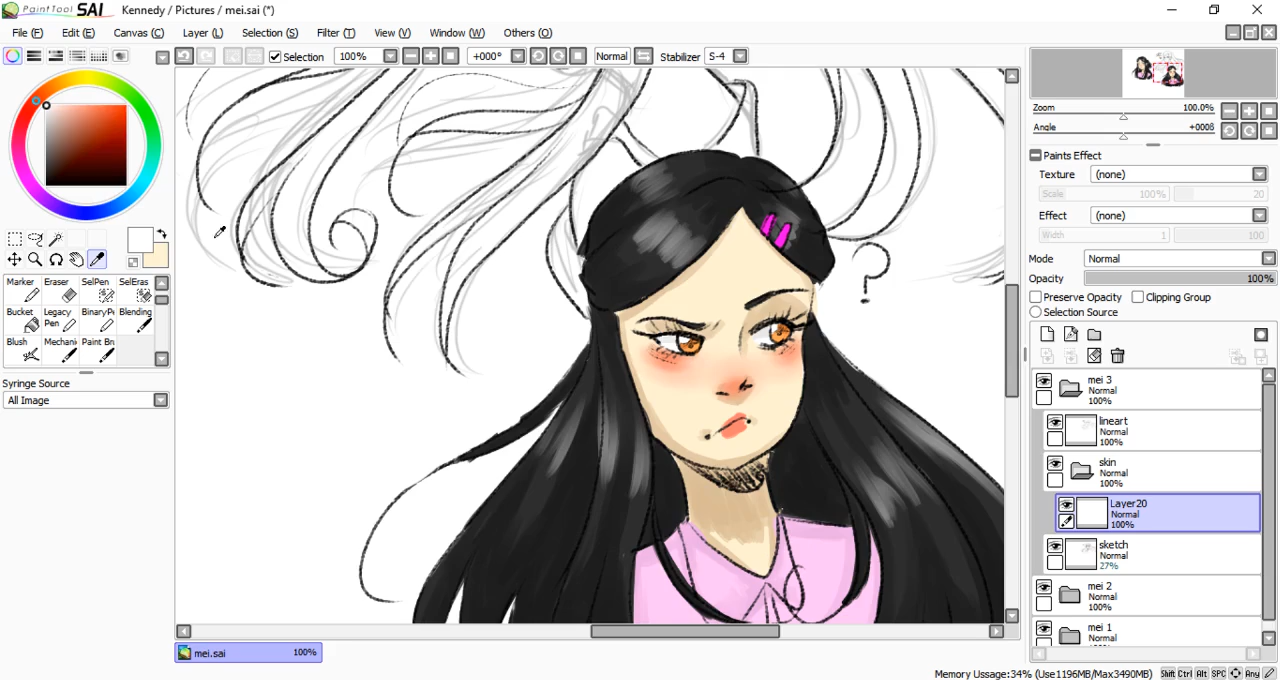 PaintTool SAI Kennedy / Pictures / mei.sai (*)
File (F) Edit (E) Canvas (C) Layer (L) Selection (S) Filter (T) View (V) Window (W) Others (O)
Selection 100% +000° Normal Stabilizer S-4
Zoom 100.0%
Angle +000δ
Paints Effect
Texture (none)
Scale 100% 20
Effect (none)
Width 1 100
Mode Normal
Opacity 100%
Preserve Opacity Clipping Group
Selection Source
Marker Eraser SelPen SelEras
Bucket Legacy Pen BinaryP Blending
Blush Mechani Paint Bru
Syringe Source
All Image
?
mei 3
Normal
100%
lineart
Normal
100%
skin
Normal
100%
Layer20
Normal
100%
sketch
Normal
27%
mei 2
Normal
100%
mei 1
Normal
mei.sai 100%
Memory Ussage:34% (Use1196MB/Max3490MB) Shift Ctrl Alt SPC Any